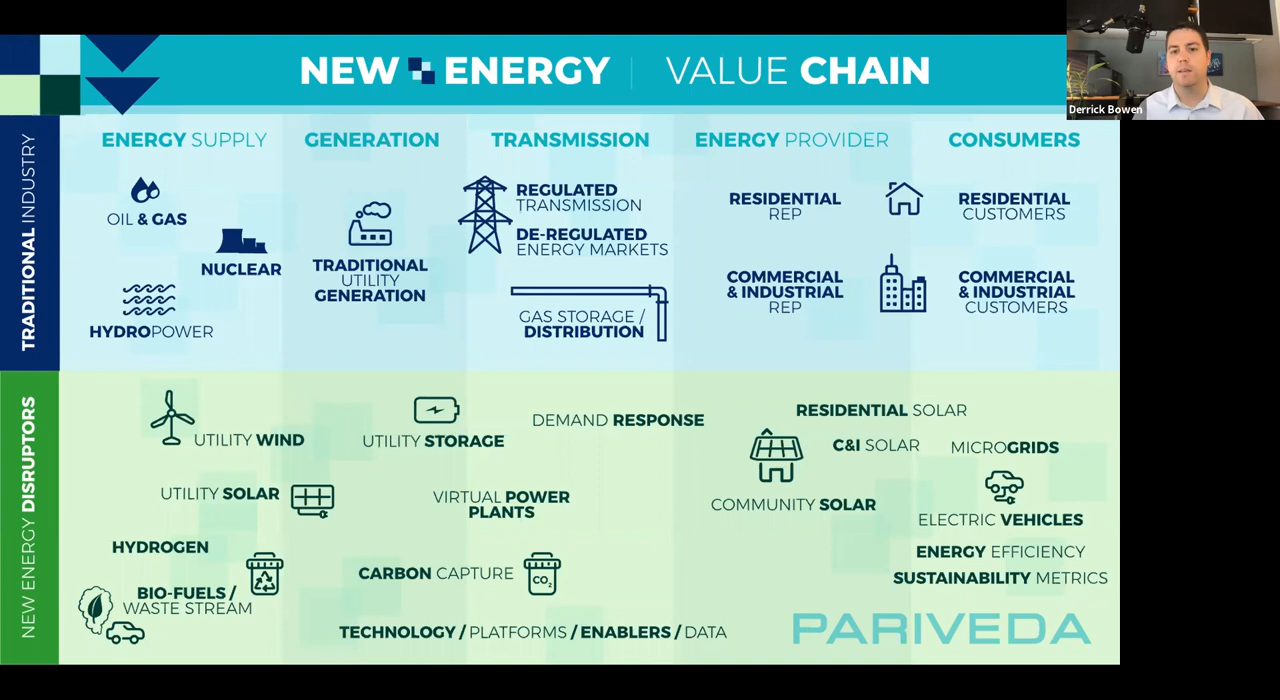 NEW ENERGY VALUE CHAIN
Derrick Bowen
TRADITIONAL INDUSTRY
ENERGY SUPPLY
GENERATION
TRANSMISSION
ENERGY PROVIDER
CONSUMERS
OIL & GAS
NUCLEAR
HYDROPOWER
TRADITIONAL
UTILITY
GENERATION
REGULATED
TRANSMISSION
DE-REGULATED
ENERGY MARKETS
GAS STORAGE /
DISTRIBUTION
RESIDENTIAL
REP
COMMERCIAL
& INDUSTRIAL
REP
RESIDENTIAL
CUSTOMERS
COMMERCIAL
& INDUSTRIAL
CUSTOMERS
NEW ENERGY DISRUPTORS
UTILITY WIND
UTILITY STORAGE
DEMAND RESPONSE
RESIDENTIAL SOLAR
C&I SOLAR
MICROGRIDS
UTILITY SOLAR
VIRTUAL POWER
PLANTS
COMMUNITY SOLAR
ELECTRIC VEHICLES
HYDROGEN
ENERGY EFFICIENCY
CARBON CAPTURE
CO2
SUSTAINABILITY METRICS
BIO-FUELS /
WASTE STREAM
TECHNOLOGY / PLATFORMS / ENABLERS / DATA
PARIVEDA